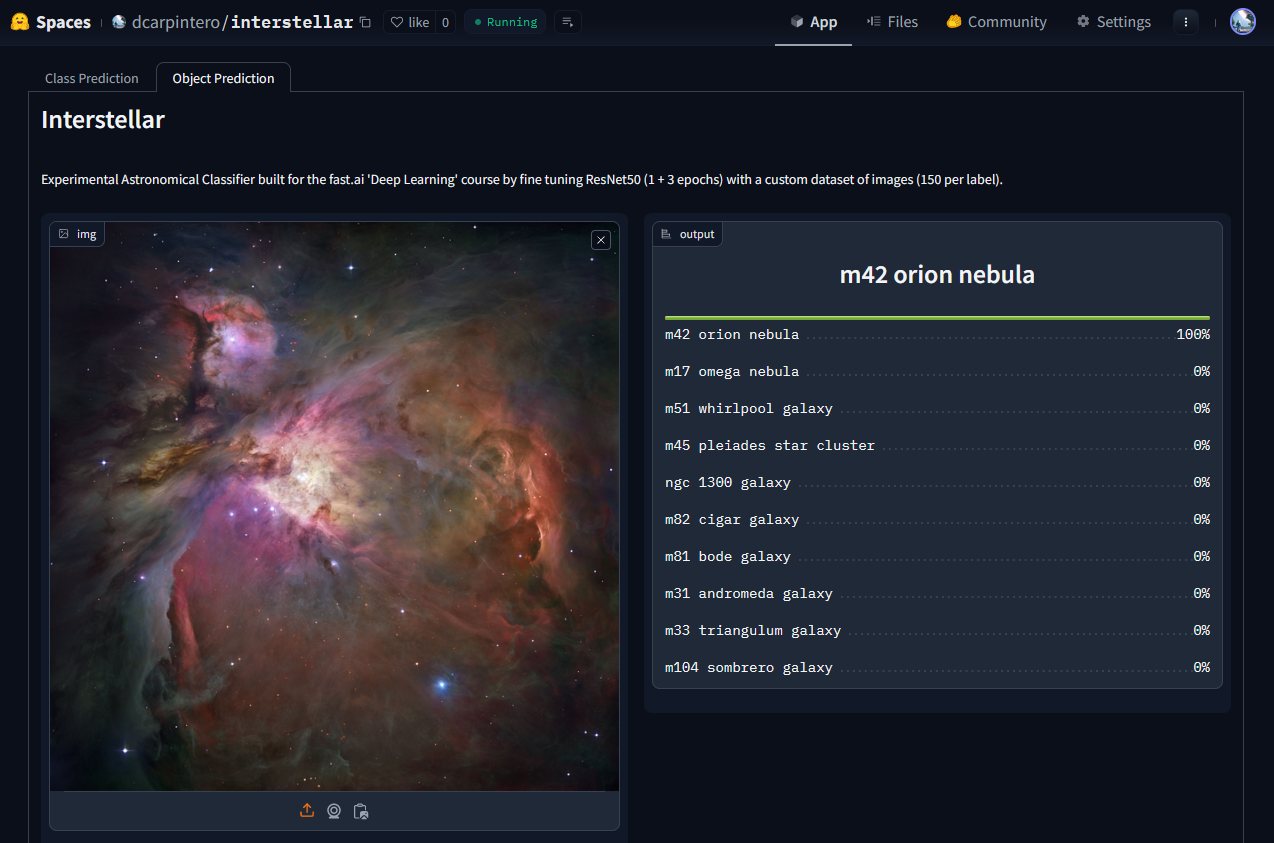 Spaces dcarpintero/interstellar like 0 Running App Files Community Settings
Class Prediction Object Prediction
Interstellar
Experimental Astronomical Classifier built for the fast.ai 'Deep Learning' course by fine tuning ResNet50 (1 + 3 epochs) with a custom dataset of images (150 per label).
img
output
m42 orion nebula
m42 orion nebula 100%
m17 omega nebula 0%
m51 whirlpool galaxy 0%
m45 pleiades star cluster 0%
ngc 1300 galaxy 0%
m82 cigar galaxy 0%
m81 bode galaxy 0%
m31 andromeda galaxy 0%
m33 triangulum galaxy 0%
m104 sombrero galaxy 0%